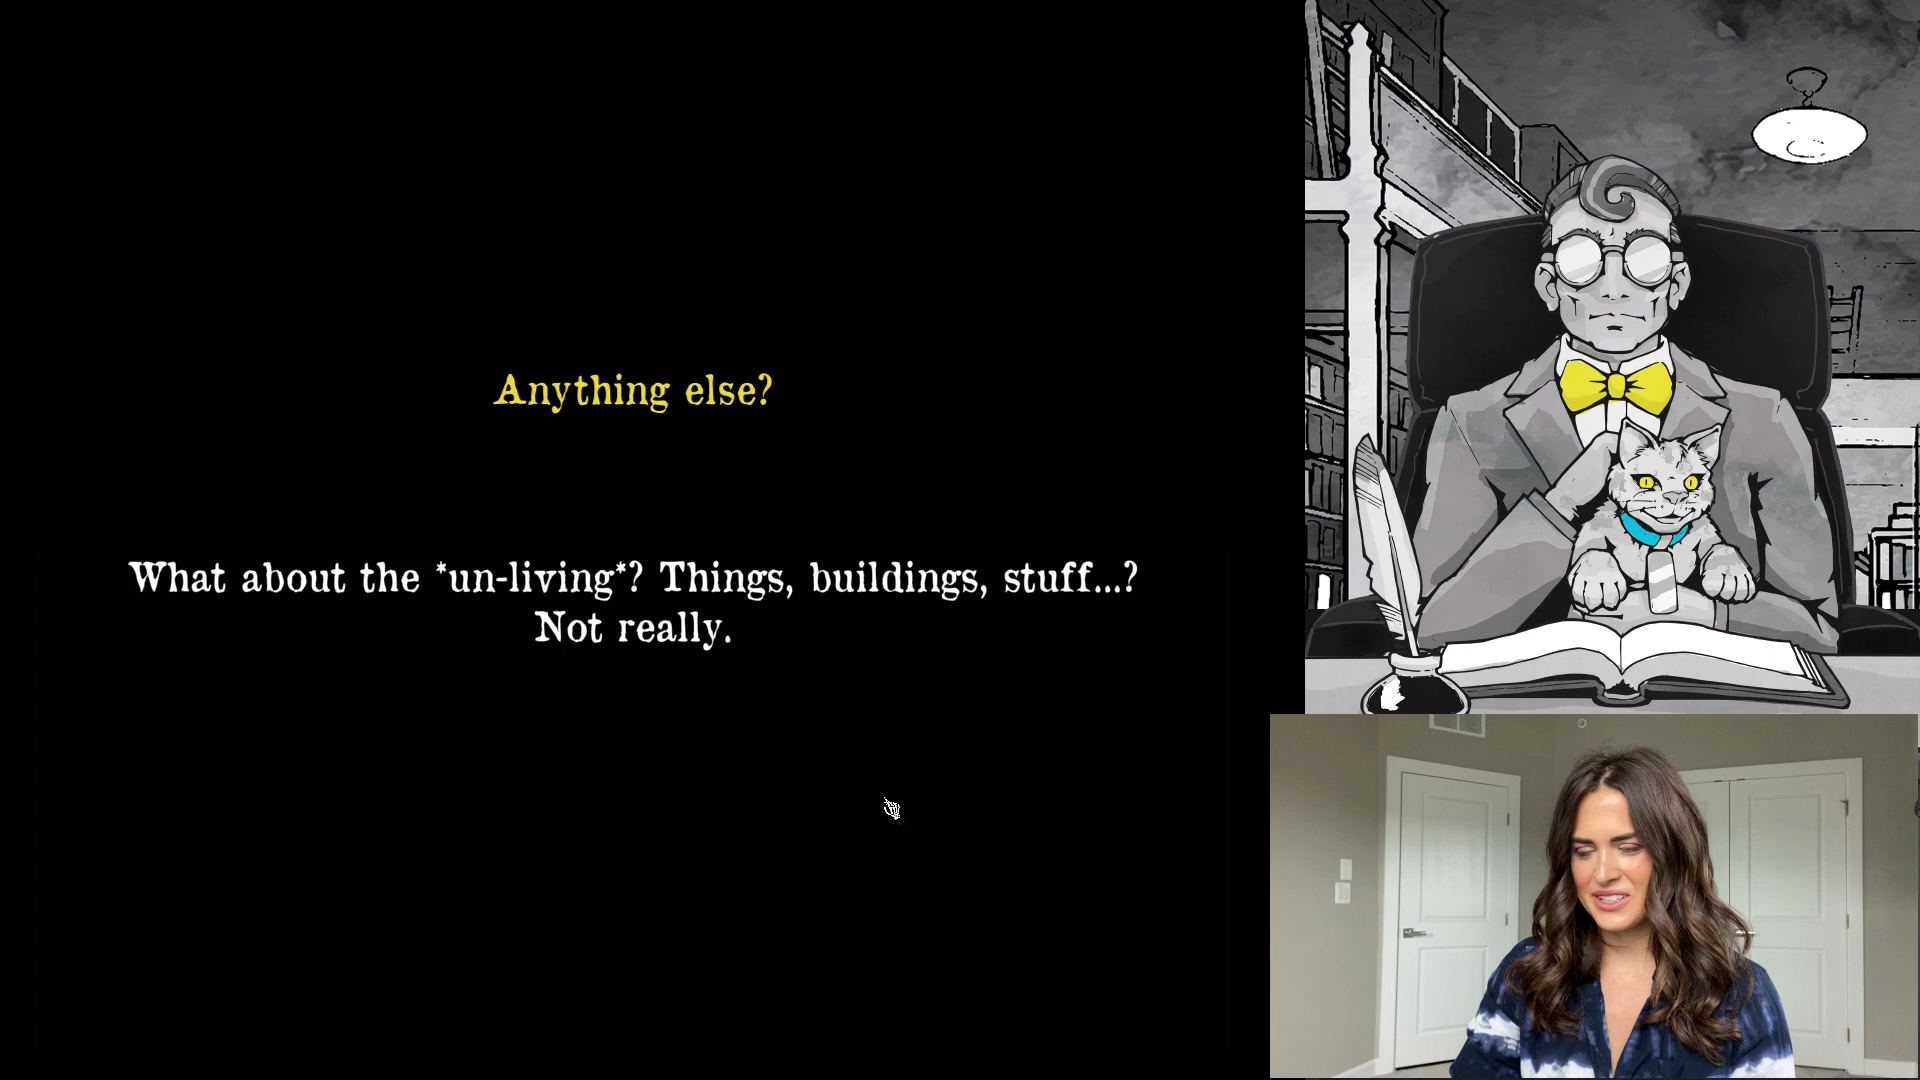 Anything else?
What about the *un-living*? Things, buildings, stuff...?
Not really.